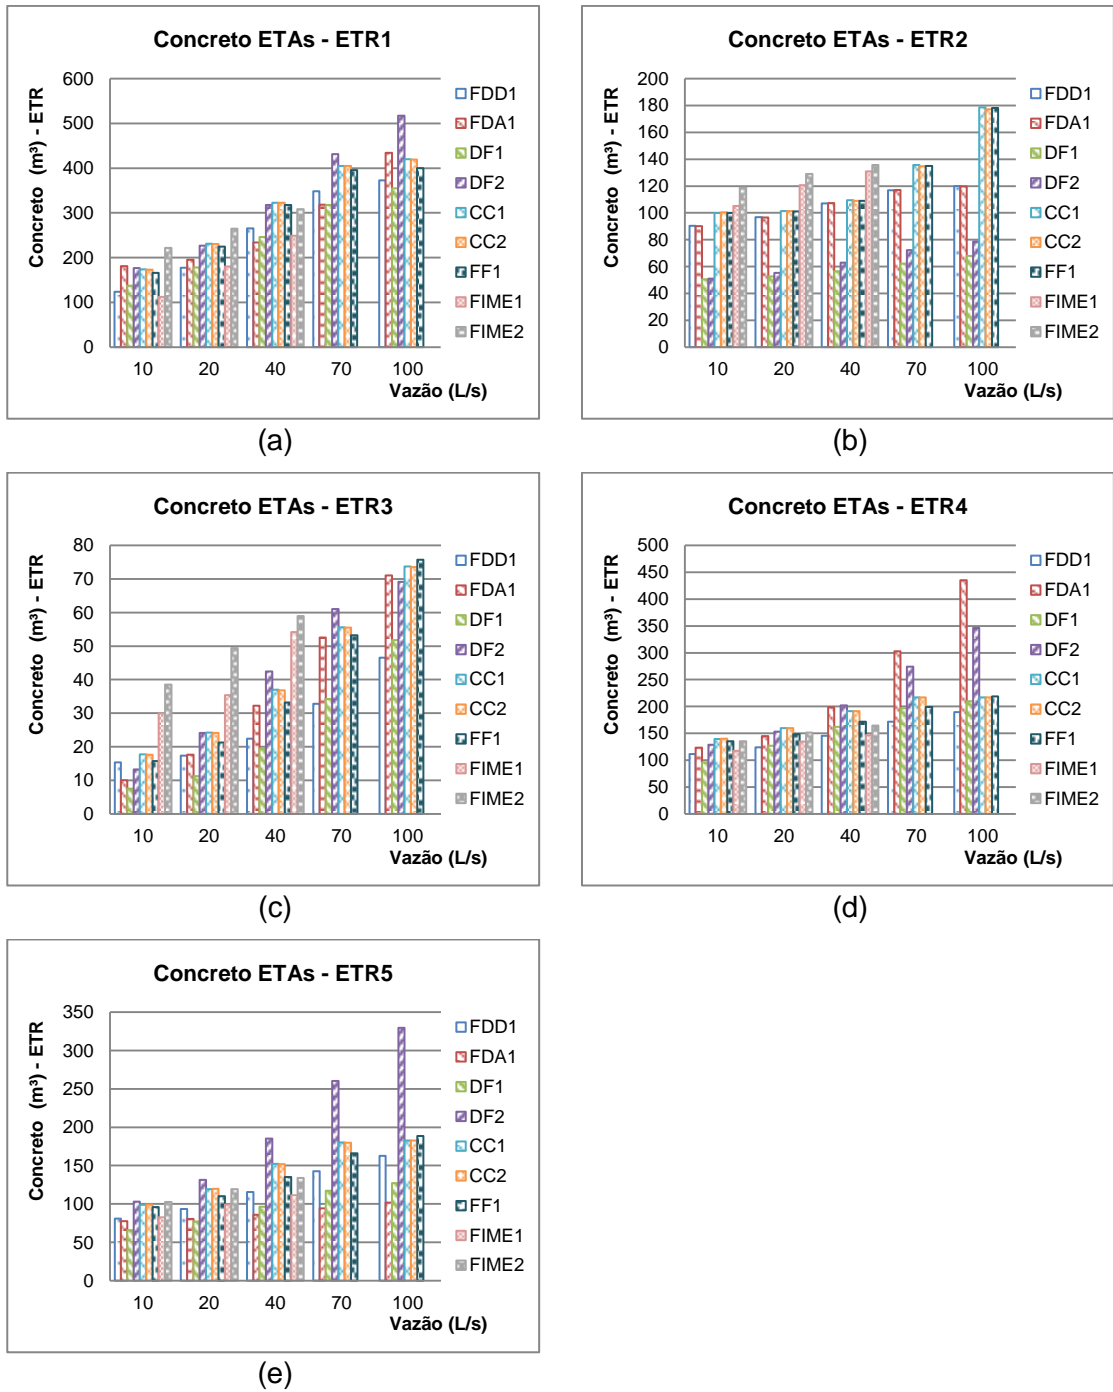 Concreto ETAs - ETR1
Concreto (m³) - ETR
600
500
400
300
200
100
0
10 20 40 70 100
Vazão (L/s)
FDD1
FDA1
DF1
DF2
CC1
CC2
FF1
FIME1
FIME2
(a)
Concreto ETAs - ETR2
Concreto (m³) - ETR
200
180
160
140
120
100
80
60
40
20
0
10 20 40 70 100
Vazão (L/s)
FDD1
FDA1
DF1
DF2
CC1
CC2
FF1
FIME1
FIME2
(b)
Concreto ETAs - ETR3
Concreto (m³) - ETR
80
70
60
50
40
30
20
10
0
10 20 40 70 100
Vazão (L/s)
FDD1
FDA1
DF1
DF2
CC1
CC2
FF1
FIME1
FIME2
(c)
Concreto ETAs - ETR4
Concreto (m³) - ETR
500
450
400
350
300
250
200
150
100
50
0
10 20 40 70 100
Vazão (L/s)
FDD1
FDA1
DF1
DF2
CC1
CC2
FF1
FIME1
FIME2
(d)
Concreto ETAs - ETR5
Concreto (m³) - ETR
350
300
250
200
150
100
50
0
10 20 40 70 100
Vazão (L/s)
FDD1
FDA1
DF1
DF2
CC1
CC2
FF1
FIME1
FIME2
(e)